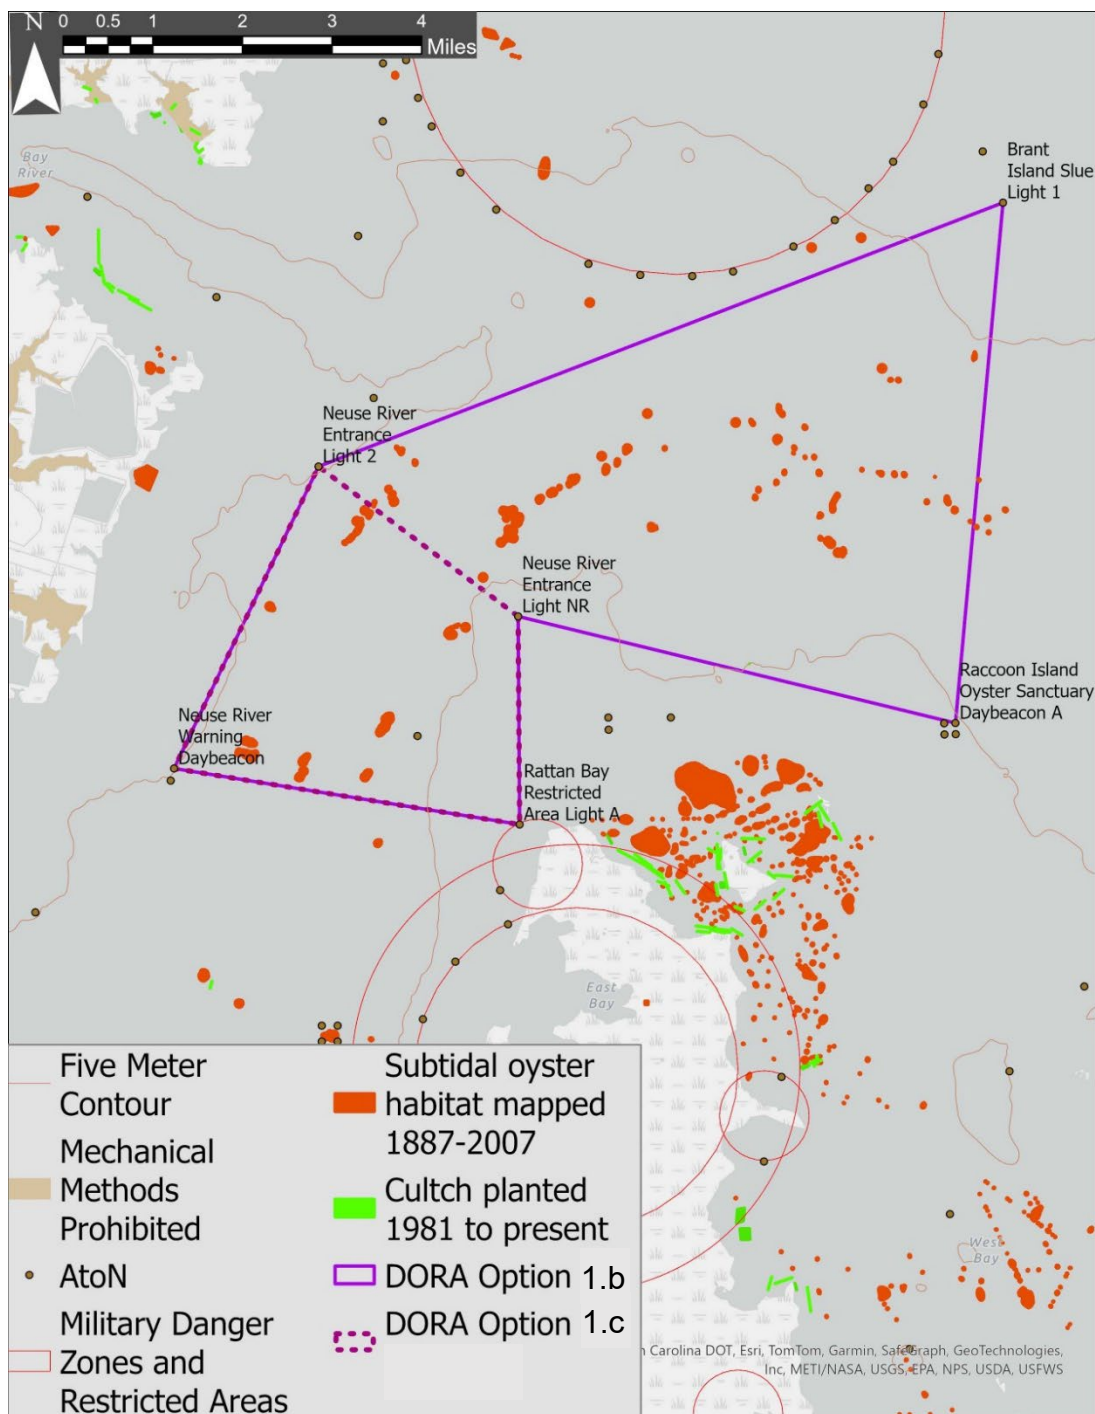 N
0 0.5 1 2 3 4
Miles
Bay
River
Brant
Island Slue
Light 1
Neuse River
Entrance
Light 2
Neuse River
Entrance
Light NR
Raccoon Island
Oyster Sanctuary
Daybeacon A
Neuse River
Warning
Daybeacon
Rattan Bay
Restricted
Area Light A
East
Bay
West
Bay
Five Meter
Contour
Mechanical
Methods
Prohibited
AtoN
Military Danger
Zones and
Restricted Areas
Subtidal oyster
habitat mapped
1887-2007
Cultch planted
1981 to present
DORA Option 1.b
DORA Option 1.c
Carolina DOT, Esri, TomTom, Garmin, SafeGraph, GeoTechnologies,
Inc, METI/NASA, USGS, EPA, NPS, USDA, USFWS